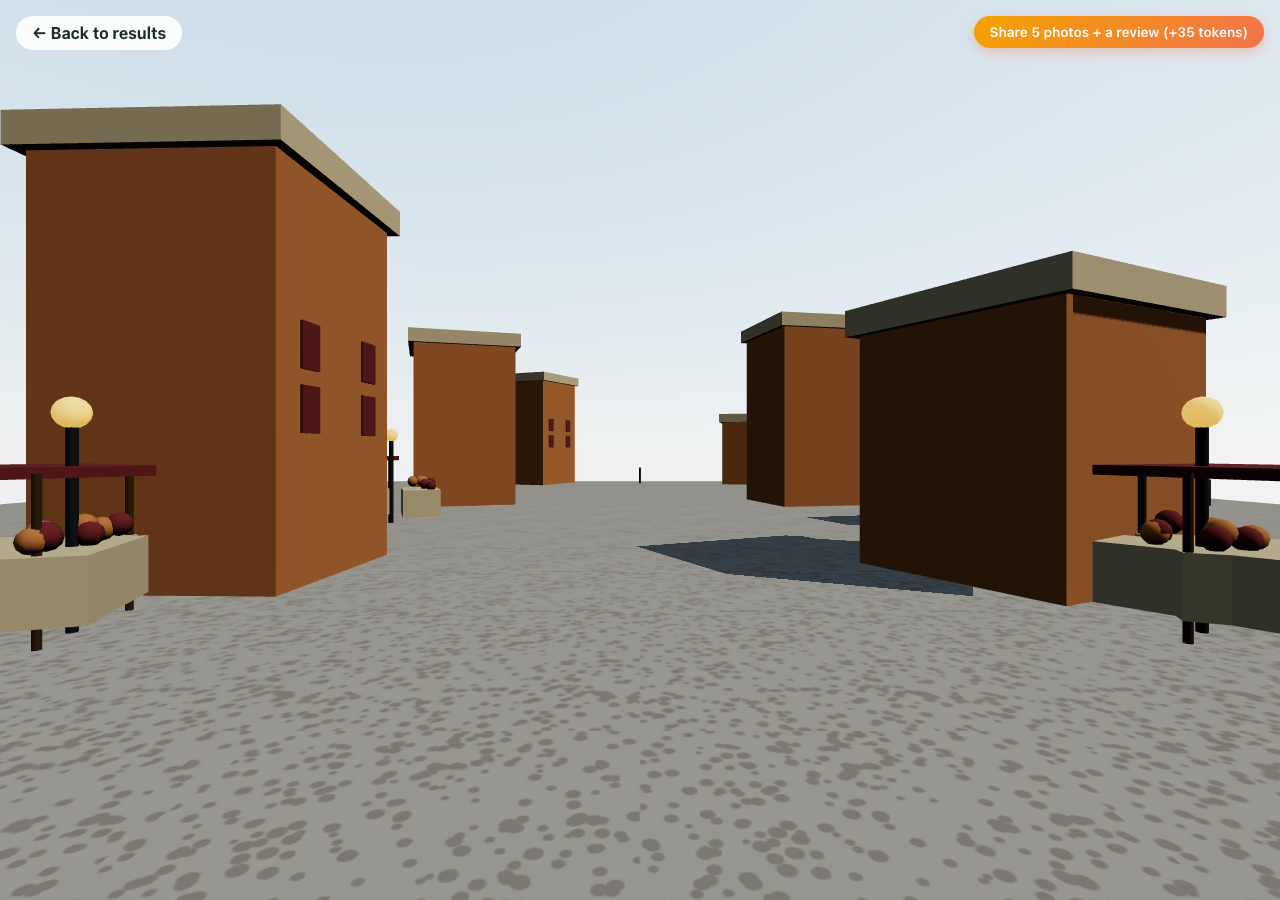 ← Back to results
Share 5 photos + a review (+35 tokens)